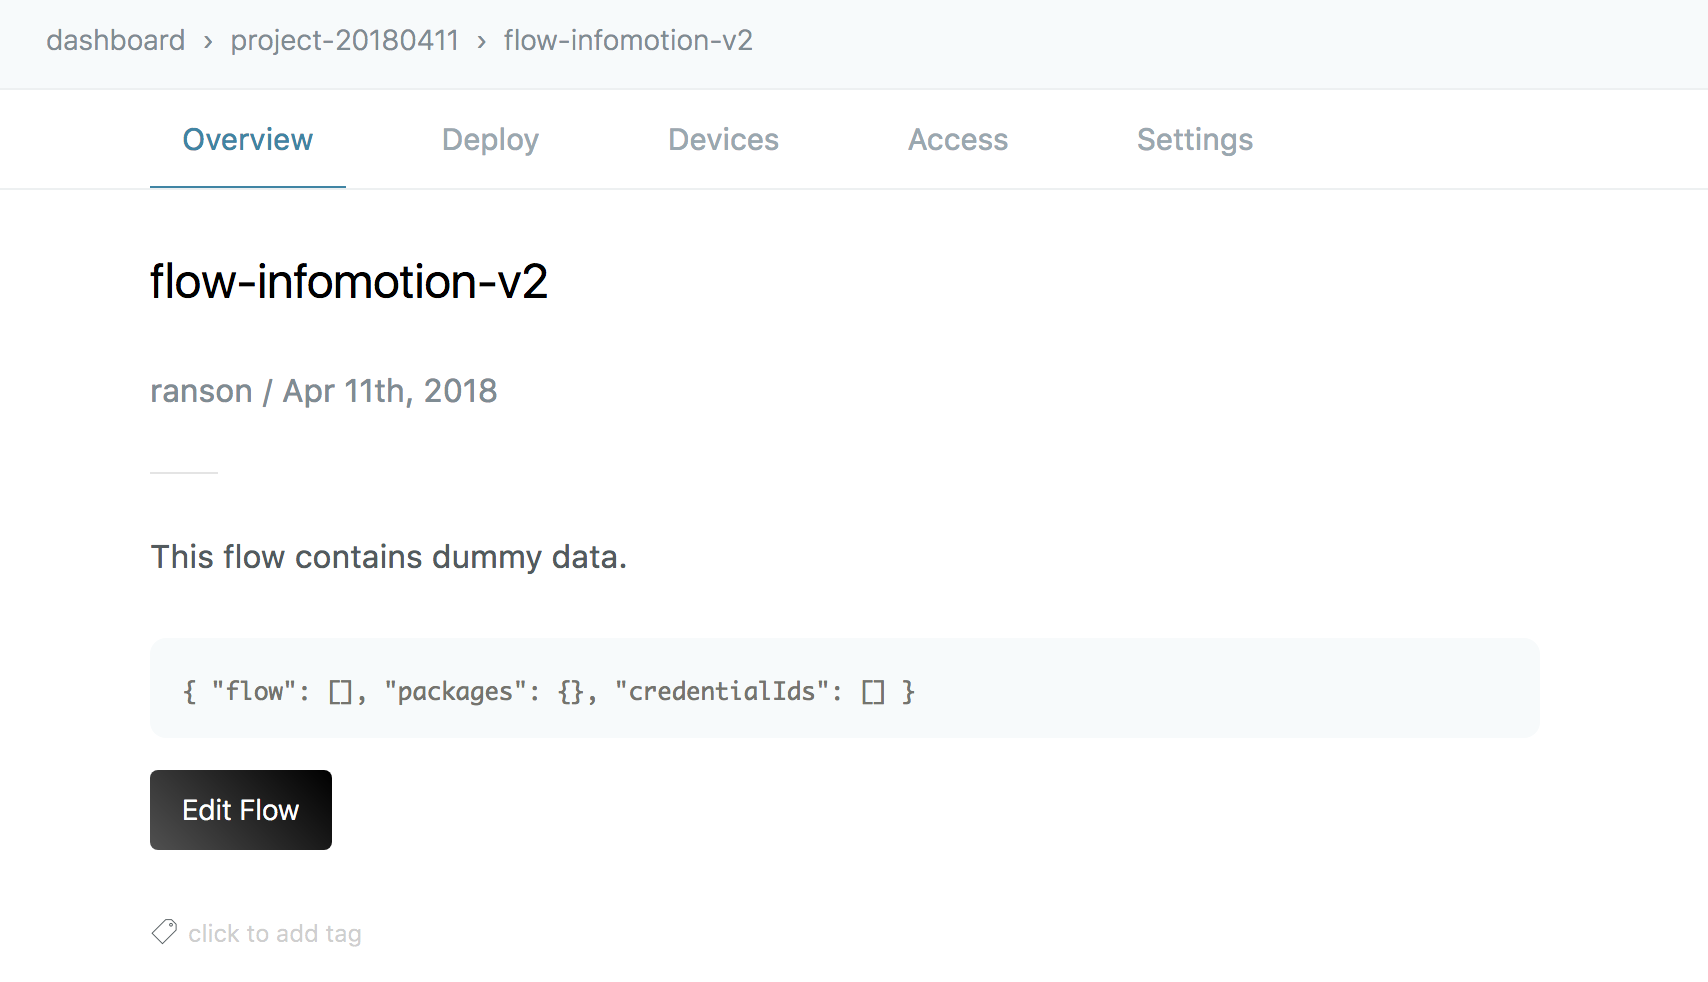 dashboard › project-20180411 › flow-infomotion-v2
Overview Deploy Devices Access Settings
flow-infomotion-v2
ranson / Apr 11th, 2018
This flow contains dummy data.
{ "flow": [], "packages": {}, "credentialIds": [] }
Edit Flow
click to add tag